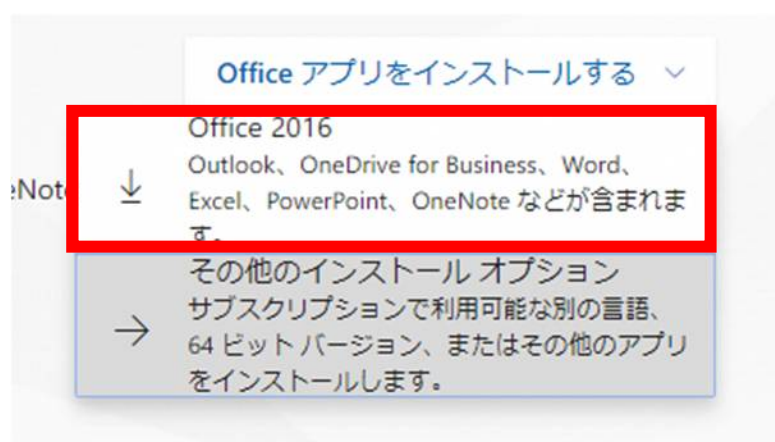 Office アプリをインストールする
Office 2016
Outlook、OneDrive for Business、Word、
eNote
Excel、PowerPoint、OneNote などが含まれま
す。
その他のインストール オプション
サブスクリプションで利用可能な別の言語、
64 ビット バージョン、またはその他のアプリ
をインストールします。